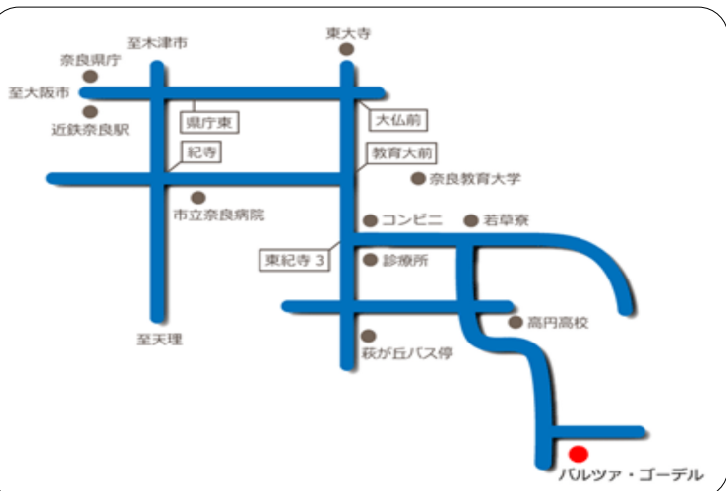 東大寺
至木津市
奈良県庁
至大阪市
県庁東
大仏前
近鉄奈良駅
紀寺
教育大前
奈良教育大学
市立奈良病院
コンビニ
若草寮
東紀寺 3
診療所
高円高校
至天理
萩が丘バス停
バルツァ・ゴーデル